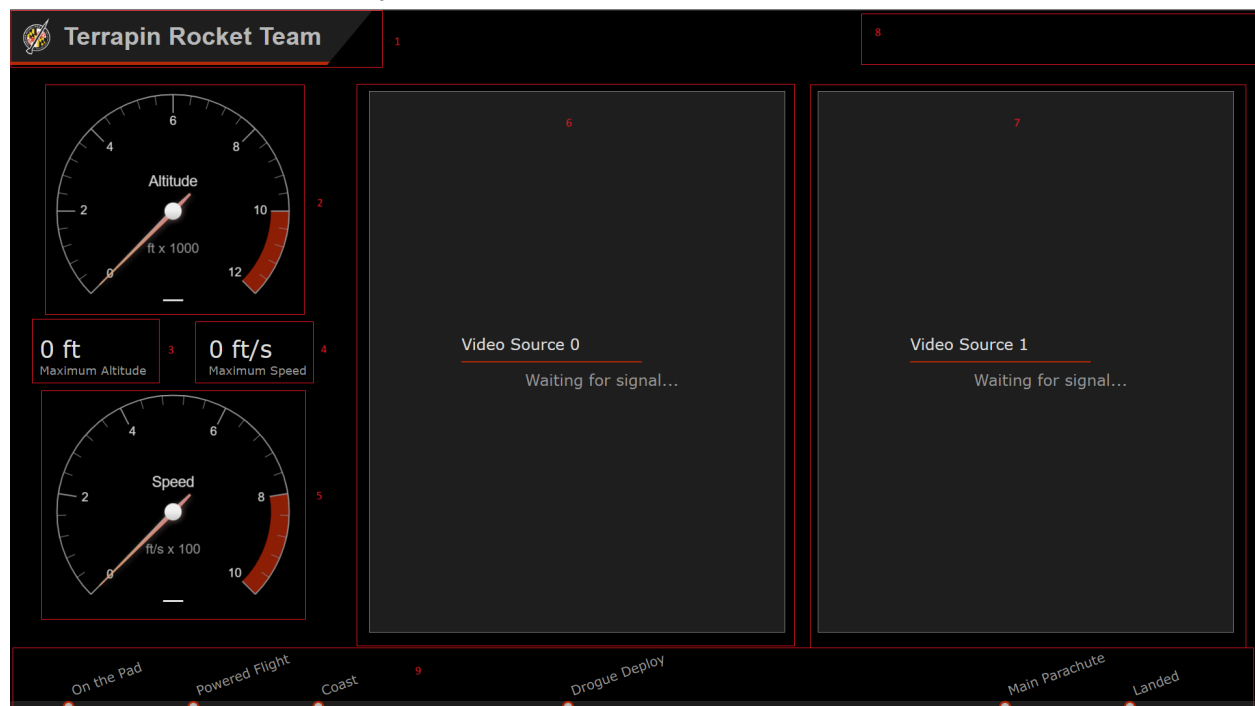 Terrapin Rocket Team
1
8
6
4
8
Altitude
2
10
ft x 1000
0
12
2
0 ft
Maximum Altitude
3
0 ft/s
Maximum Speed
4
4
6
Speed
2
8
ft/s x 100
0
10
5
6
Video Source 0
Waiting for signal...
7
Video Source 1
Waiting for signal...
On the Pad
Powered Flight
Coast
9
Drogue Deploy
Main Parachute
Landed